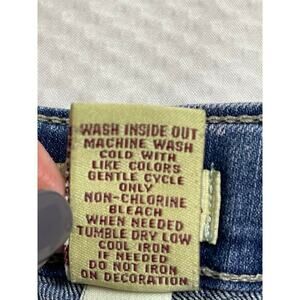 WASH INSIDE OUT
MACHINE WASH
COLD WITH
LIKE COLORS
GENTLE CYCLE
ONLY
NON-CHLORINE
BLEACH
WHEN NEEDED
TUMBLE DRY LOW
COOL IRON
IF NEEDED
DO NOT IRON
ON DECORATION